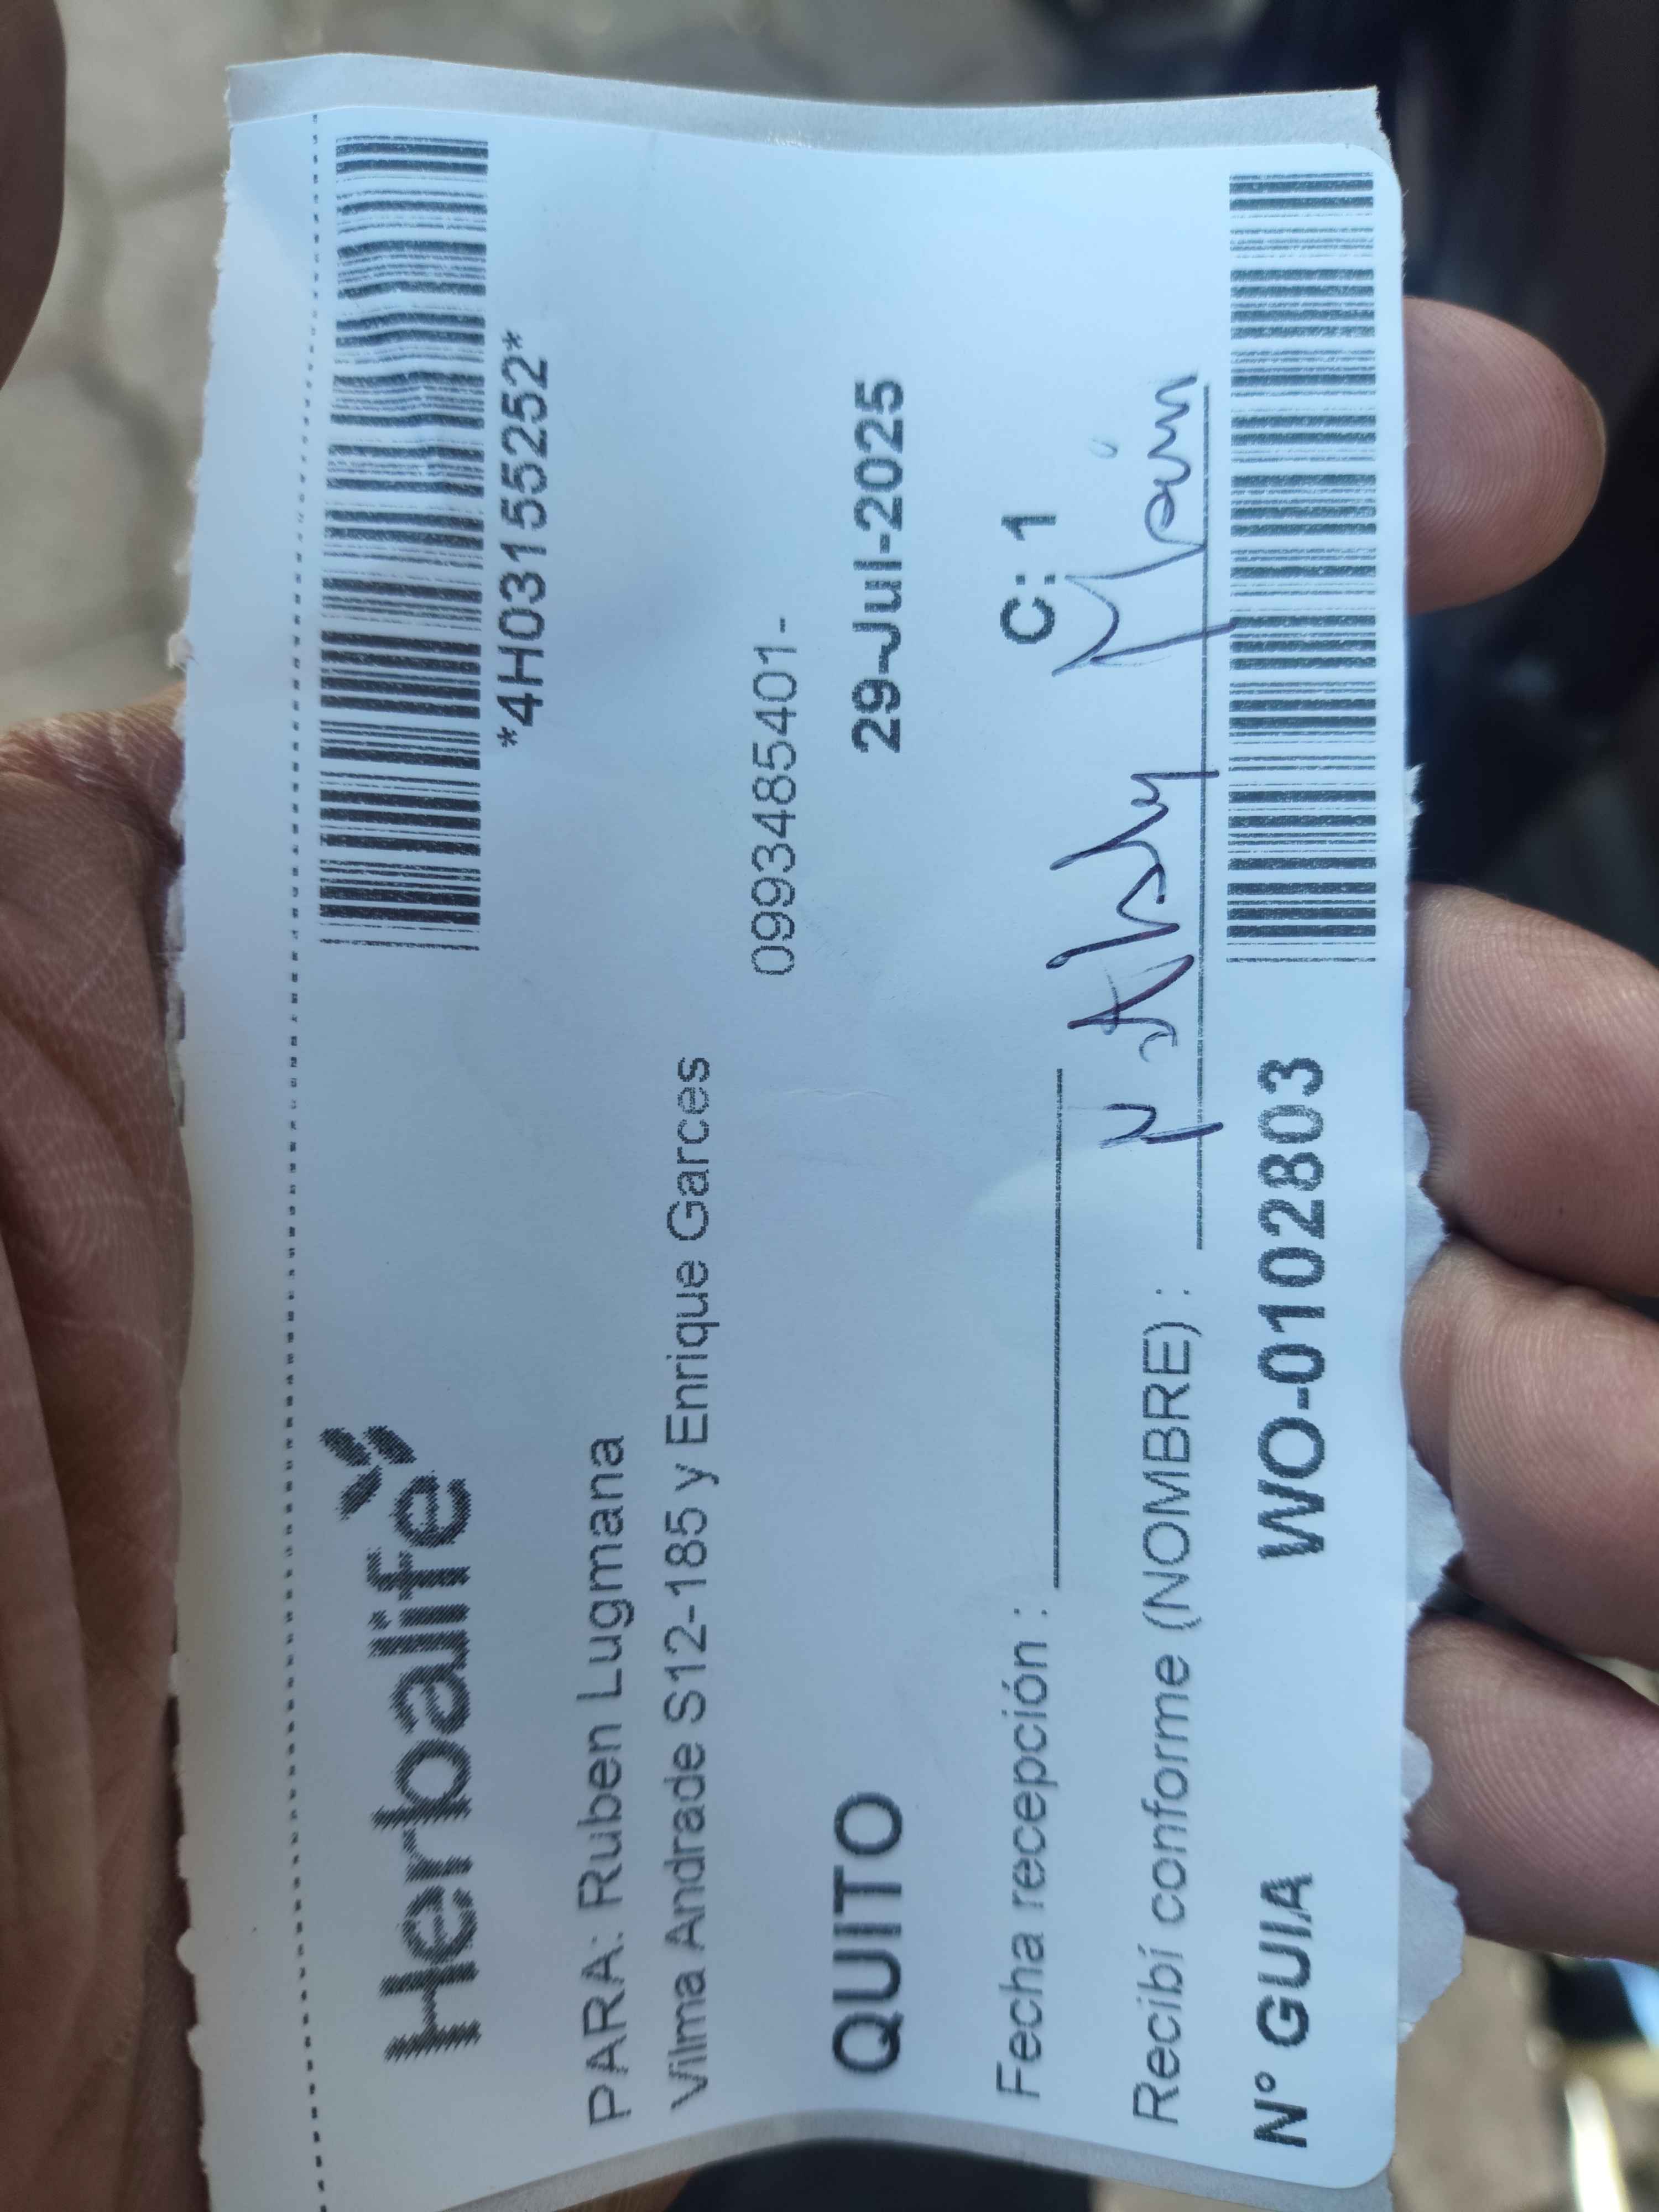 Herbalife
*4H03155252*
PARA: Ruben Lugmana
Vilma Andrade S12-185 y Enrique Garces
0993485401-
QUITO 29-Jul-2025
Fecha recepción : C: 1
Recibí conforme (NOMBRE) :
N° GUIA WO-0102803